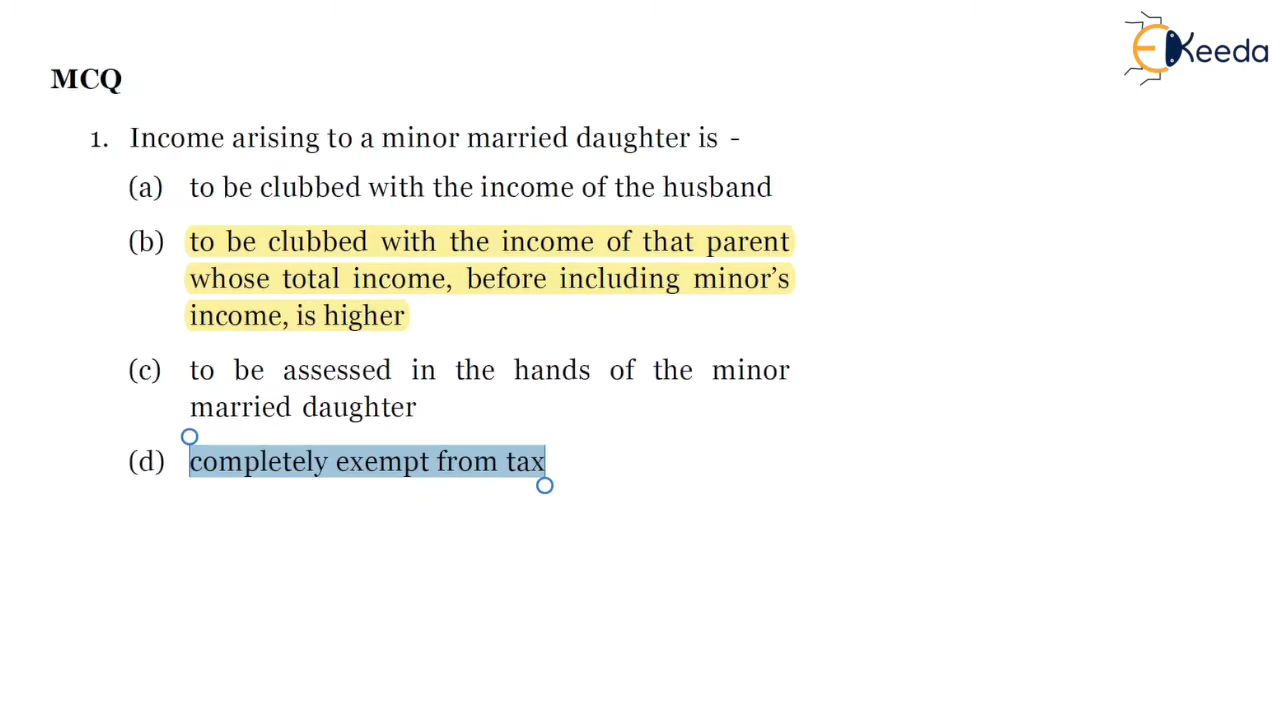 EKeeda
MCQ
1. Income arising to a minor married daughter is -
(a) to be clubbed with the income of the husband
(b) to be clubbed with the income of that parent
whose total income, before including minor’s
income, is higher
(c) to be assessed in the hands of the minor
married daughter
(d) completely exempt from tax